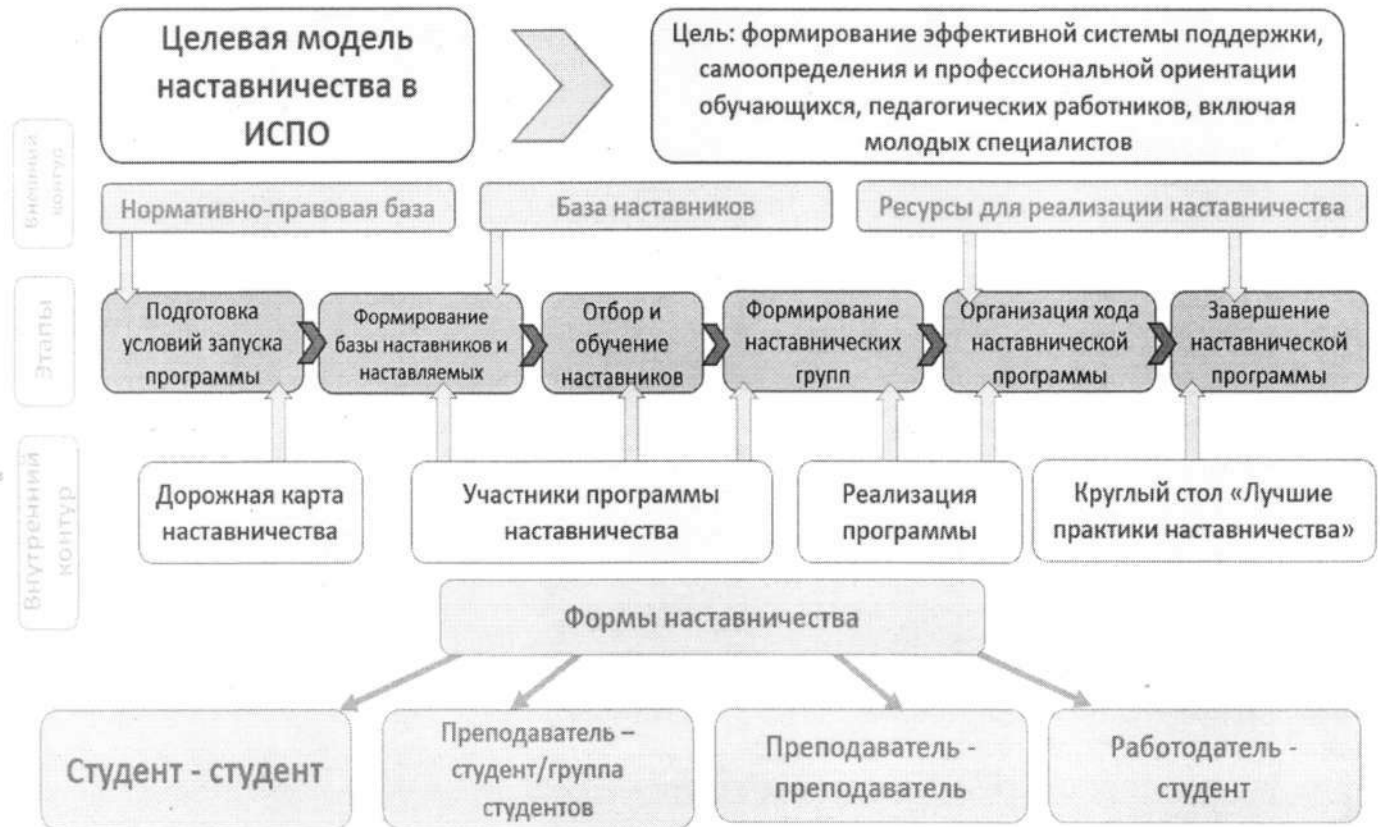 Целевая модель
наставничества в
ИСПО
Цель: формирование эффективной системы поддержки,
самоопределения и профессиональной ориентации
обучающихся, педагогических работников, включая
молодых специалистов
Внешний
контур
Нормативно-правовая база
База наставников
Ресурсы для реализации наставничества
Этапы
Подготовка
условий запуска
программы
Формирование
базы наставников и
наставляемых
Отбор и
обучение
наставников
Формирование
наставнических
групп
Организация хода
наставнической
программы
Завершение
наставнической
программы
Внутренний
контур
Дорожная карта
наставничества
Участники программы
наставничества
Реализация
программы
Круглый стол «Лучшие
практики наставничества»
Формы наставничества
Студент - студент
Преподаватель –
студент/группа
студентов
Преподаватель -
преподаватель
Работодатель -
студент